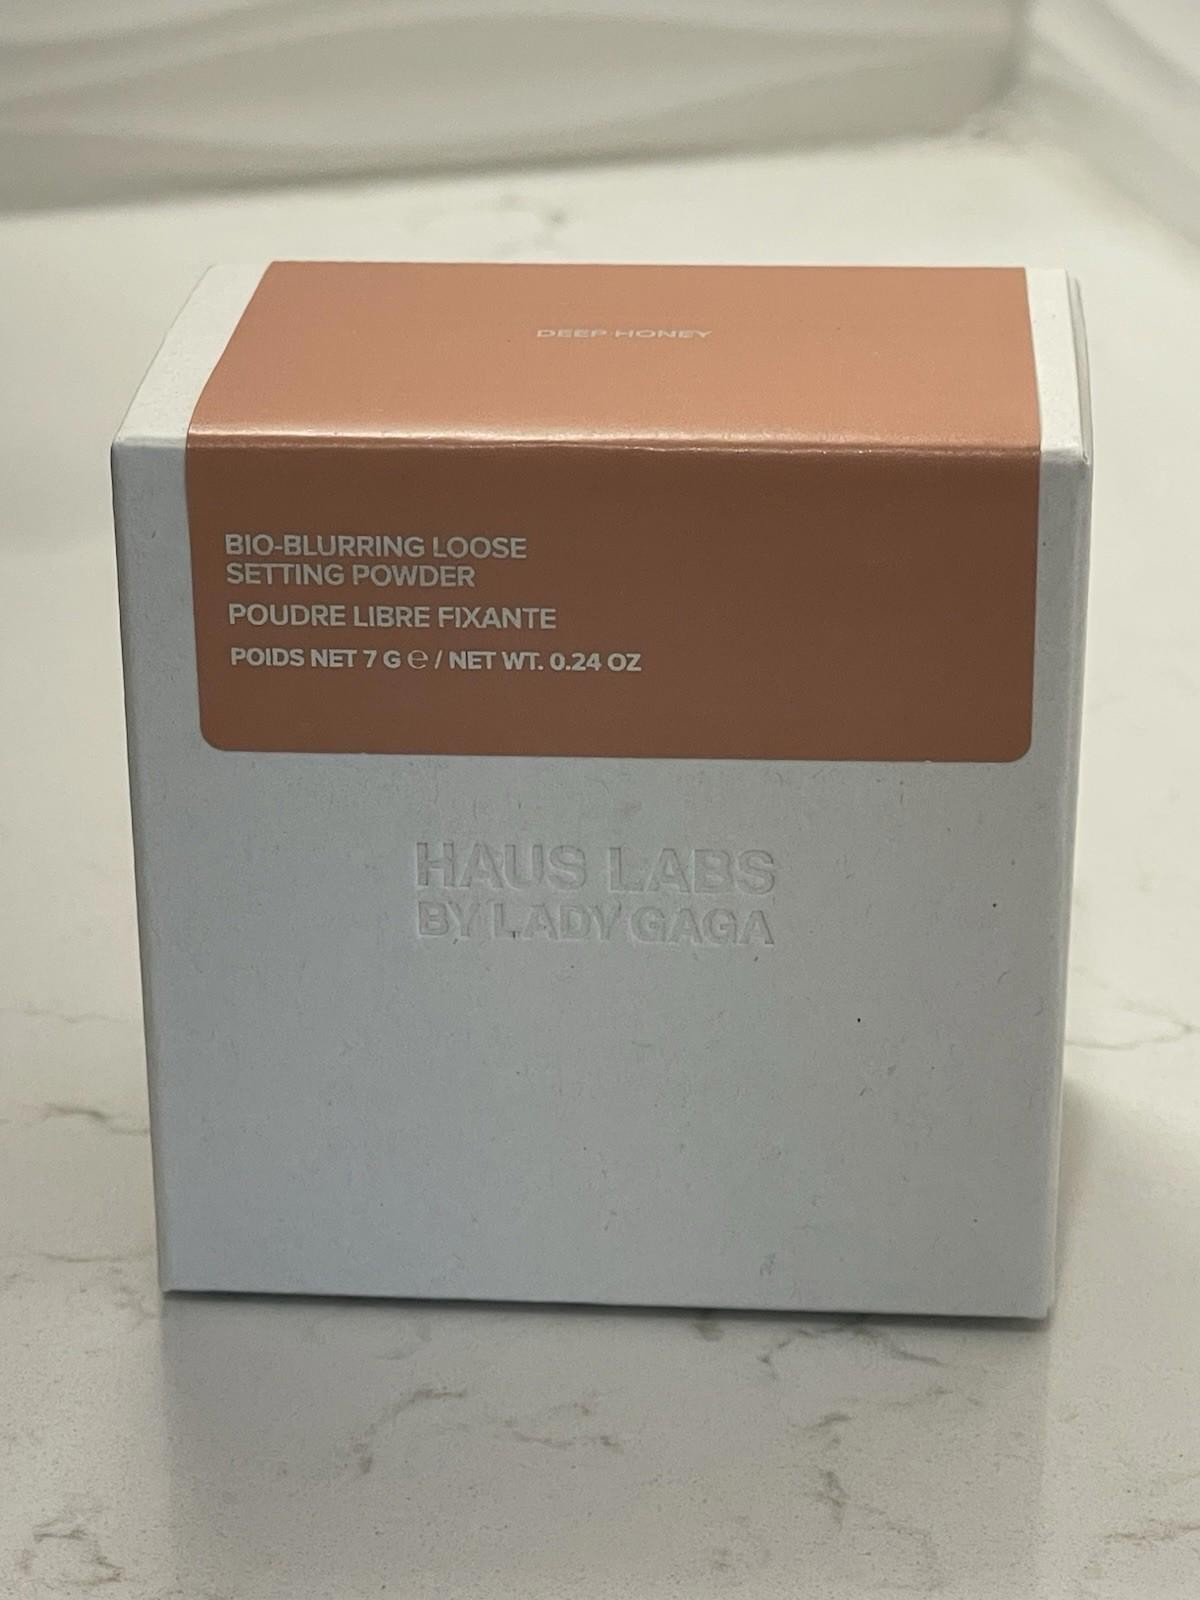 DEEP HONEY
BIO-BLURRING LOOSE
SETTING POWDER
POUDRE LIBRE FIXANTE
POIDS NET 7 G ℮ / NET WT. 0.24 OZ
HAUS LABS
BY LADY GAGA